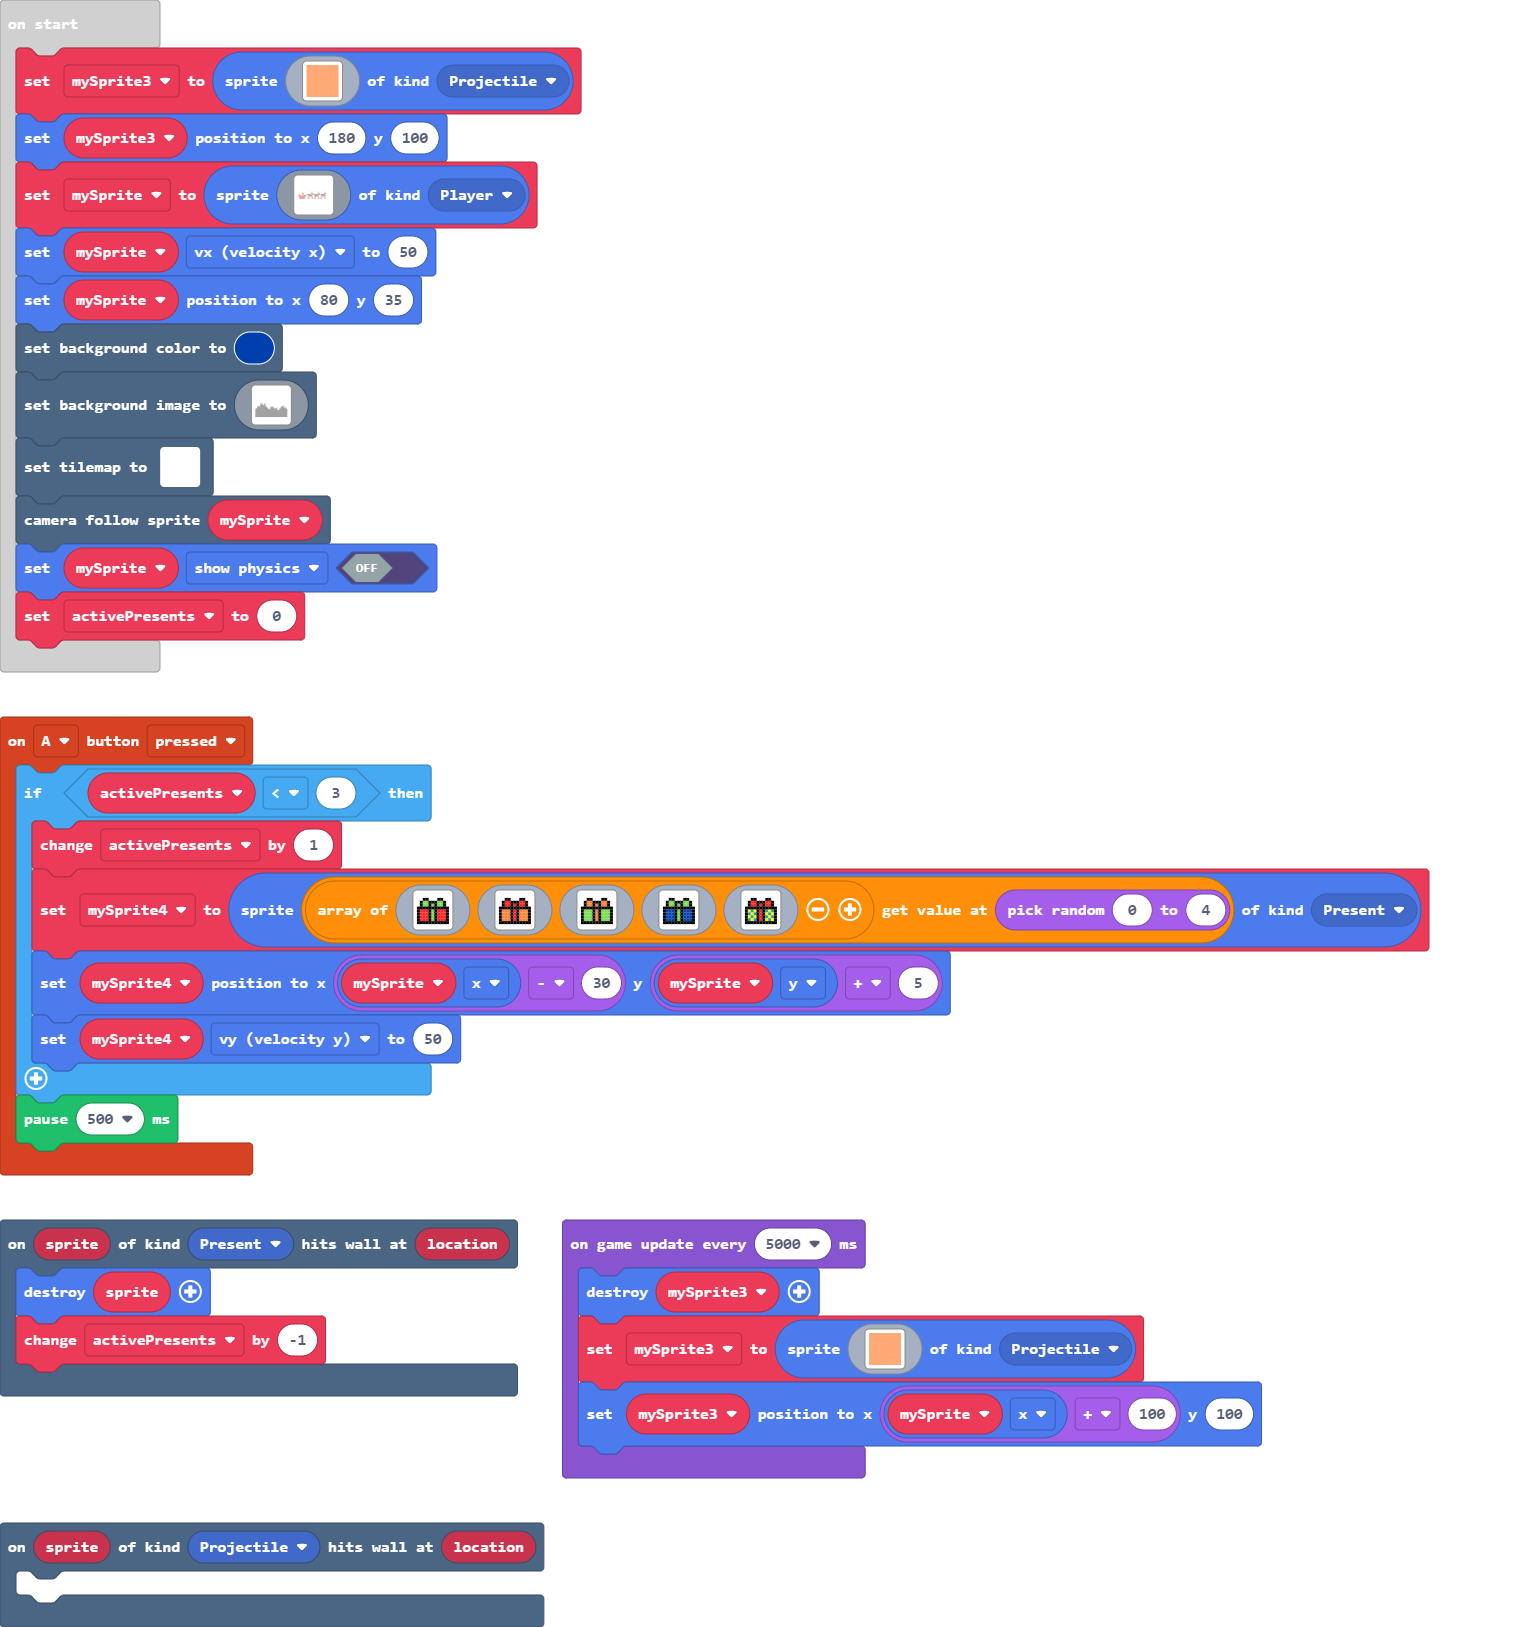 on start
set mySprite3 to sprite of kind Projectile
set mySprite3 position to x 180 y 100
set mySprite to sprite of kind Player
set mySprite vx (velocity x) to 50
set mySprite position to x 80 y 35
set background color to
set background image to
set tilemap to
camera follow sprite mySprite
set mySprite show physics OFF
set activePresents to 0
on A button pressed
if activePresents < 3 then
change activePresents by 1
set mySprite4 to sprite array of get value at pick random 0 to 4 of kind Present
set mySprite4 position to x mySprite x - 30 y mySprite y + 5
set mySprite4 vy (velocity y) to 50
pause 500 ms
on sprite of kind Present hits wall at location
destroy sprite
change activePresents by -1
on game update every 5000 ms
destroy mySprite3
set mySprite3 to sprite of kind Projectile
set mySprite3 position to x mySprite x + 100 y 100
on sprite of kind Projectile hits wall at location